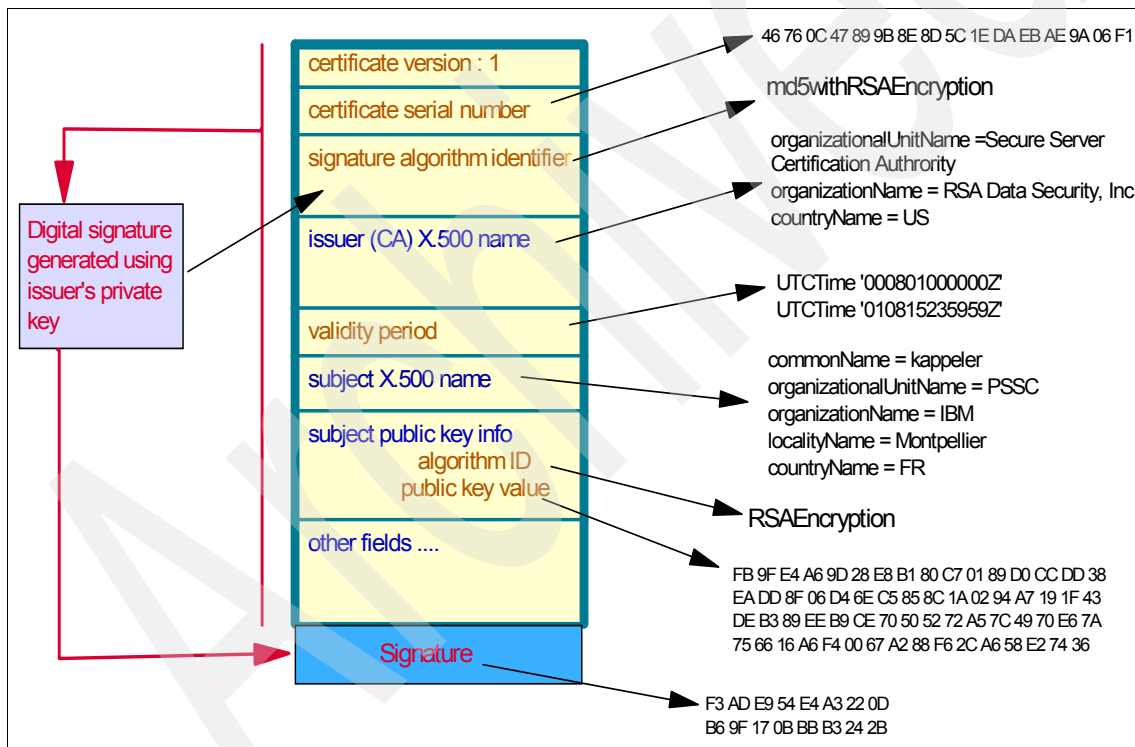 46 76 0C 47 89 9B 8E 8D 5C 1E DA EB AE 9A 06 F1
certificate version : 1
md5withRSAEncryption
certificate serial number
signature algorithm identifier
organizationalUnitName =Secure Server
Certification Authrority
organizationName = RSA Data Security, Inc
countryName = US
Digital signature
generated using
issuer's private
key
issuer (CA) X.500 name
UTCTime '000801000000Z'
UTCTime '010815235959Z'
validity period
subject X.500 name
commonName = kappeler
organizationalUnitName = PSSC
organizationName = IBM
localityName = Montpellier
countryName = FR
subject public key info
algorithm ID
public key value
RSAEncryption
other fields ....
FB 9F E4 A6 9D 28 E8 B1 80 C7 01 89 D0 CC DD 38
EA DD 8F 06 D4 6E C5 85 8C 1A 02 94 A7 19 1F 43
DE B3 89 EE B9 CE 70 50 52 72 A5 7C 49 70 E6 7A
75 66 16 A6 F4 00 67 A2 88 F6 2C A6 58 E2 74 36
Signature
F3 AD E9 54 E4 A3 22 0D
B6 9F 17 0B BB B3 24 2B
Archived